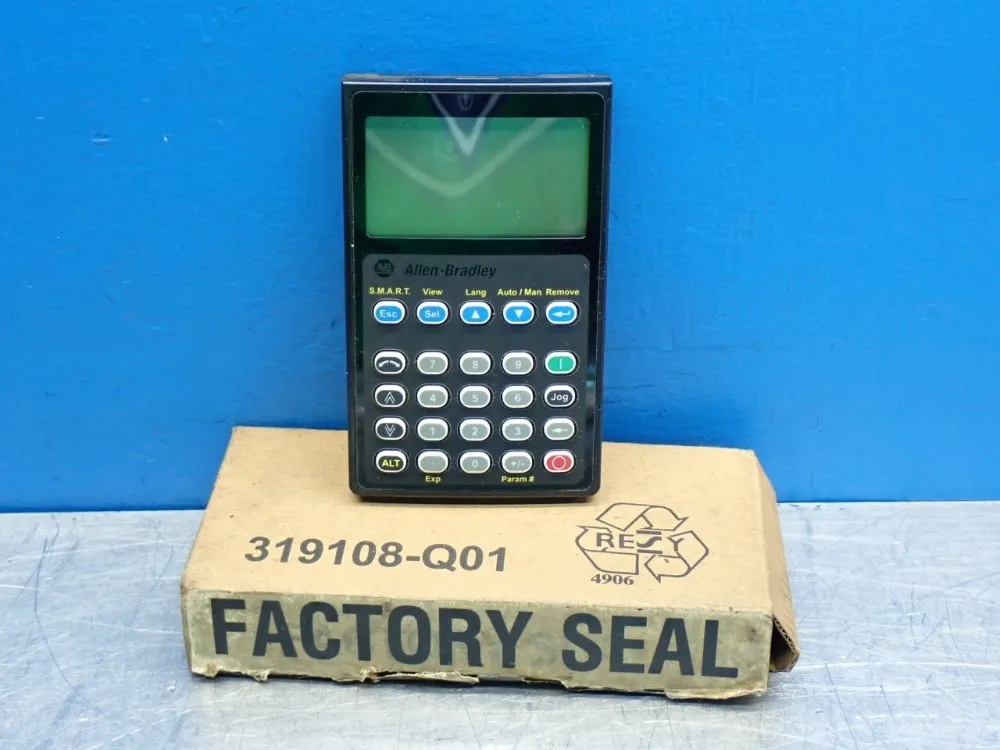 AB Allen-Bradley
S.M.A.R.T. View Lang Auto / Man Remove
Esc Sel
7 8 9
4 5 6 Jog
1 2 3
ALT . 0 +/-
Exp Param #
319108-Q01
RESY
4906
FACTORY SEAL